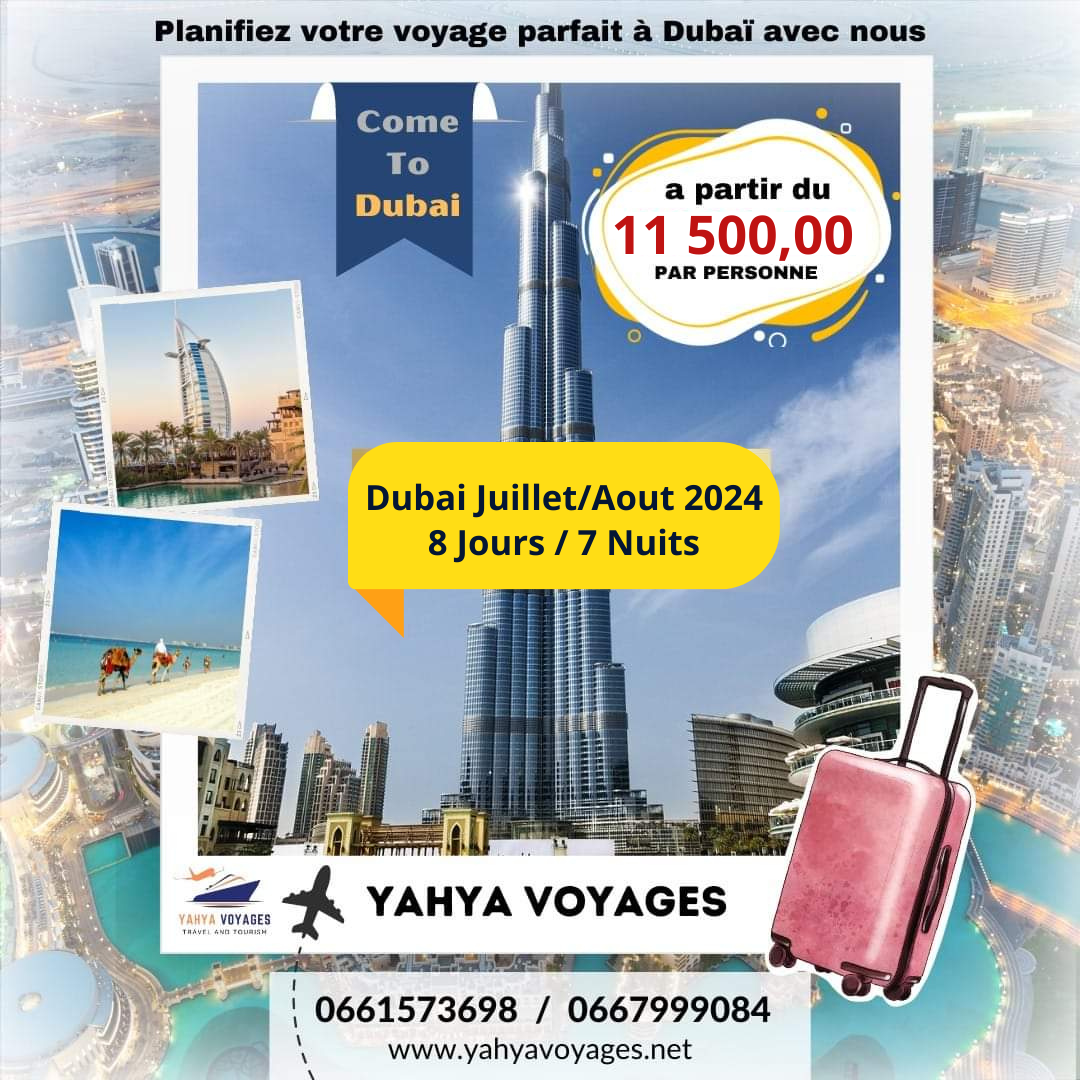 Planifiez votre voyage parfait à Dubaï avec nous
Come
To
Dubai
a partir du
11 500,00
PAR PERSONNE
Dubai Juillet/Aout 2024
8 Jours / 7 Nuits
YAHYA VOYAGES
TRAVEL AND TOURISM
YAHYA VOYAGES
0661573698 / 0667999084
www.yahyavoyages.net